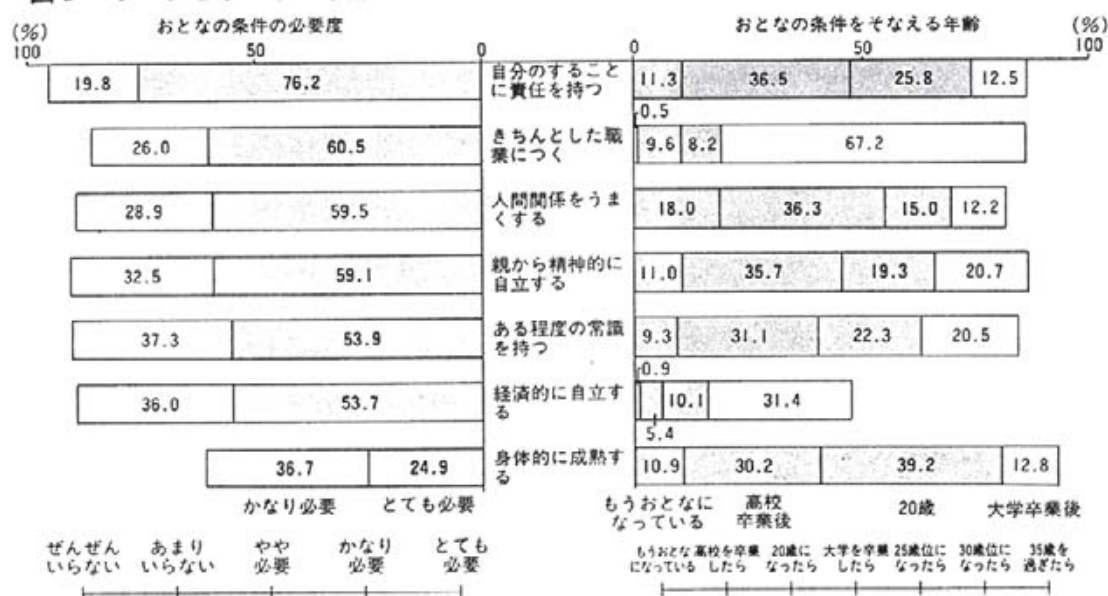 おとなの条件の必要度
おとなの条件をそなえる年齢
(%)
100
50
0
0
50
(%)
100
19.8
76.2
自分のすること
に責任を持つ
11.3
36.5
25.8
12.5
26.0
60.5
きちんとした職
業につく
0.5
9.6
8.2
67.2
28.9
59.5
人間関係をうま
くする
18.0
36.3
15.0
12.2
32.5
59.1
親から精神的に
自立する
11.0
35.7
19.3
20.7
37.3
53.9
ある程度の常識
を持つ
9.3
31.1
22.3
20.5
36.0
53.7
経済的に自立す
る
0.9
5.4
10.1
31.4
36.7
24.9
身体的に成熟す
る
10.9
30.2
39.2
12.8
かなり必要
とても必要
もうおとなに
なっている
高校
卒業後
20歳
大学卒業後
ぜんぜん
いらない
あまり
いらない
やや
必要
かなり
必要
とても
必要
もうおとな
になっている
高校を卒業
したら
20歳に
なったら
大学を卒業
したら
25歳位に
なったら
30歳位に
なったら
35歳を
過ぎたら